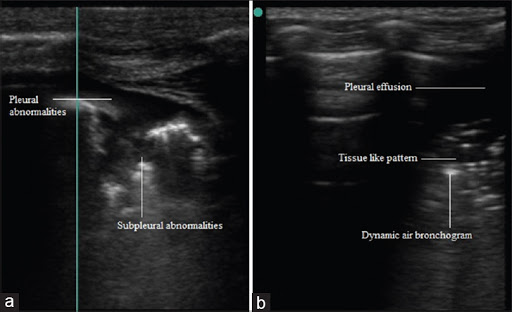 Pleural
abnormalities
Subpleural abnormalities
a
Pleural effusion
Tissue like pattern
Dynamic air bronchogram
b